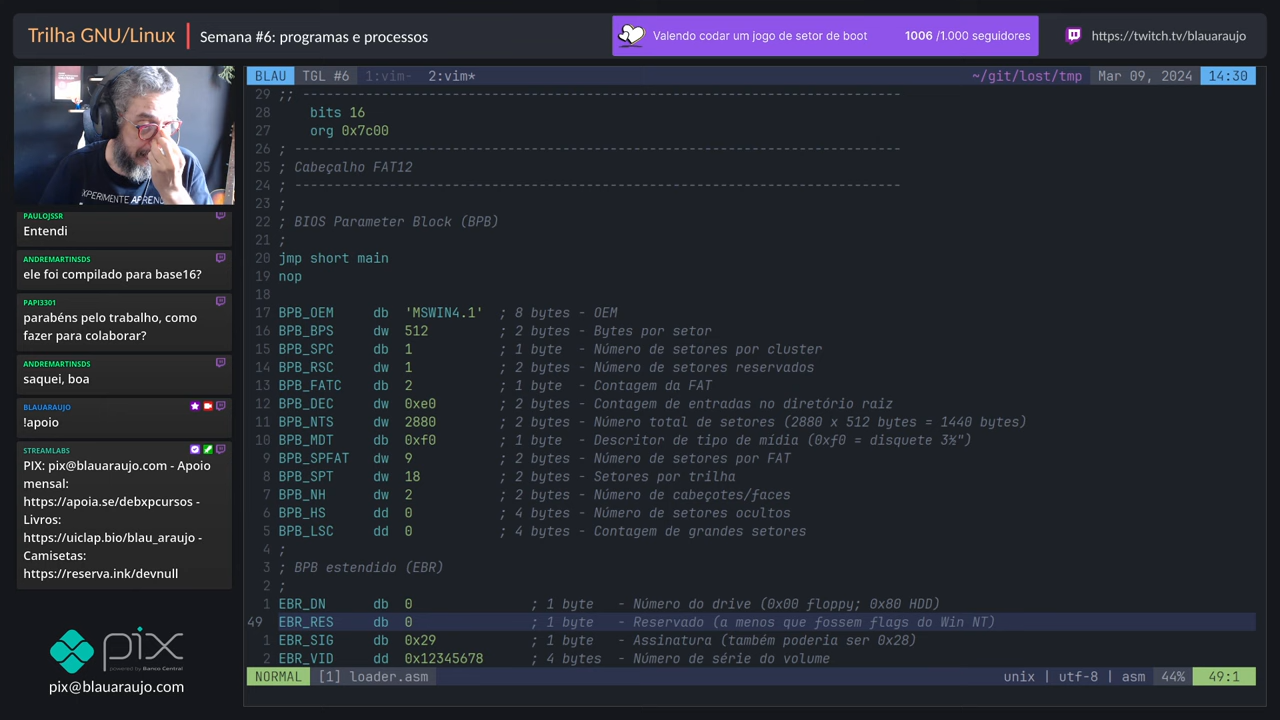 Trilha GNU/Linux
Semana #6: programas e processos
Valendo codar um jogo de setor de boot
1006 /1.000 seguidores
https://twitch.tv/blauaraujo
XPERIMENTE APREN
PAULOJSSR
Entendi
ANDREMARTINSDS
ele foi compilado para base16?
PAPI3301
parabéns pelo trabalho, como
fazer para colaborar?
ANDREMARTINSDS
saquei, boa
BLAUARAUJO
!apoio
STREAMLABS
PIX: pix@blauaraujo.com - Apoio
mensal:
https://apoia.se/debxpcursos -
Livros:
https://uiclap.bio/blau_araujo -
Camisetas:
https://reserva.ink/devnull
pix
powered by Banco Central
pix@blauaraujo.com
BLAU TGL #6 1:vim- 2:vim* ~/git/lost/tmp Mar 09, 2024 14:30
29 ;; ----------------------------------------------------------------------------
28 bits 16
27 org 0x7c00
26 ; ----------------------------------------------------------------------------
25 ; Cabeçalho FAT12
24 ; ----------------------------------------------------------------------------
23 ;
22 ; BIOS Parameter Block (BPB)
21 ;
20 jmp short main
19 nop
18
17 BPB_OEM db 'MSWIN4.1' ; 8 bytes - OEM
16 BPB_BPS dw 512 ; 2 bytes - Bytes por setor
15 BPB_SPC db 1 ; 1 byte - Número de setores por cluster
14 BPB_RSC dw 1 ; 2 bytes - Número de setores reservados
13 BPB_FATC db 2 ; 1 byte - Contagem da FAT
12 BPB_DEC dw 0xe0 ; 2 bytes - Contagem de entradas no diretório raiz
11 BPB_NTS dw 2880 ; 2 bytes - Número total de setores (2880 x 512 bytes = 1440 bytes)
10 BPB_MDT db 0xf0 ; 1 byte - Descritor de tipo de mídia (0xf0 = disquete 3½")
9 BPB_SPFAT dw 9 ; 2 bytes - Número de setores por FAT
8 BPB_SPT dw 18 ; 2 bytes - Setores por trilha
7 BPB_NH dw 2 ; 2 bytes - Número de cabeçotes/faces
6 BPB_HS dd 0 ; 4 bytes - Número de setores ocultos
5 BPB_LSC dd 0 ; 4 bytes - Contagem de grandes setores
4 ;
3 ; BPB estendido (EBR)
2 ;
1 EBR_DN db 0 ; 1 byte - Número do drive (0x00 floppy; 0x80 HDD)
49 EBR_RES db 0 ; 1 byte - Reservado (a menos que fossem flags do Win NT)
1 EBR_SIG db 0x29 ; 1 byte - Assinatura (também poderia ser 0x28)
2 EBR_VID dd 0x12345678 ; 4 bytes - Número de série do volume
NORMAL [1] loader.asm unix | utf-8 | asm 44% 49:1